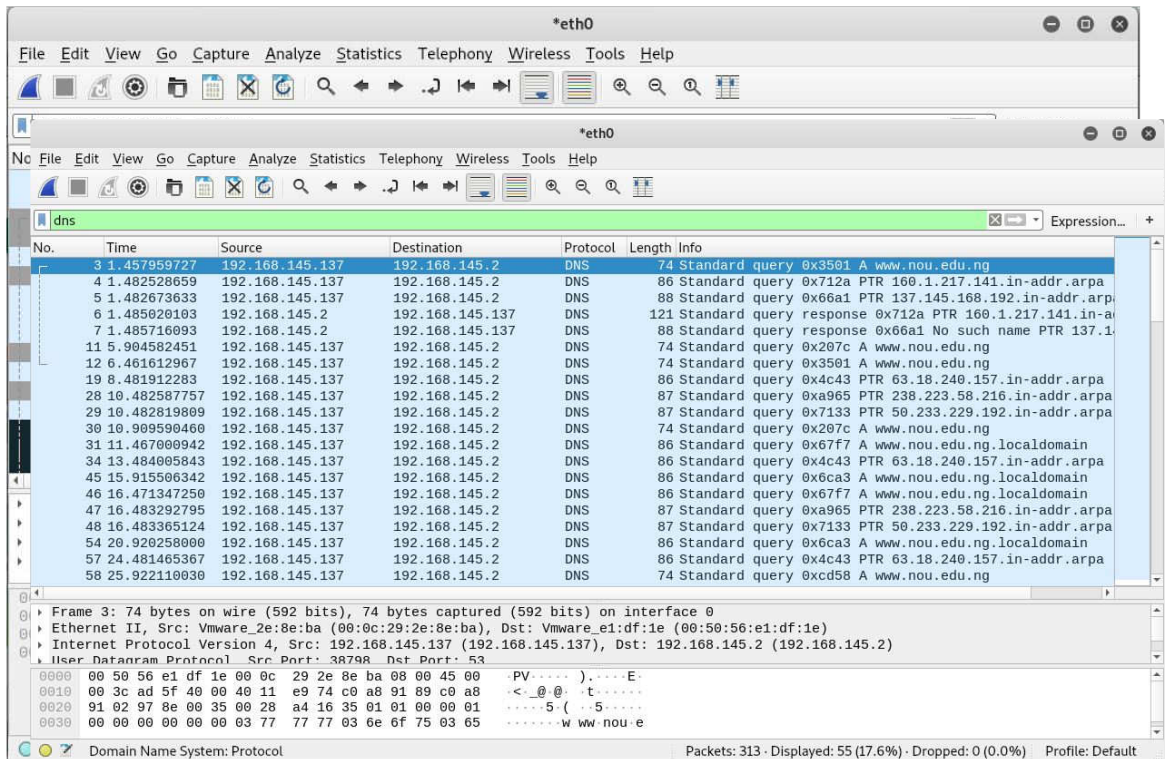 *eth0
File Edit View Go Capture Analyze Statistics Telephony Wireless Tools Help
*eth0
No File Edit View Go Capture Analyze Statistics Telephony Wireless Tools Help
dns Expression... +
No. Time Source Destination Protocol Length Info
3 1.457959727 192.168.145.137 192.168.145.2 DNS 74 Standard query 0x3501 A www.nou.edu.ng
4 1.482528659 192.168.145.137 192.168.145.2 DNS 86 Standard query 0x712a PTR 160.1.217.141.in-addr.arpa
5 1.482673633 192.168.145.137 192.168.145.2 DNS 88 Standard query 0x66a1 PTR 137.145.168.192.in-addr.arp
6 1.485020103 192.168.145.2 192.168.145.137 DNS 121 Standard query response 0x712a PTR 160.1.217.141.in-a
7 1.485716093 192.168.145.2 192.168.145.137 DNS 88 Standard query response 0x66a1 No such name PTR 137.1
11 5.904582451 192.168.145.137 192.168.145.2 DNS 74 Standard query 0x207c A www.nou.edu.ng
12 6.461612967 192.168.145.137 192.168.145.2 DNS 74 Standard query 0x3501 A www.nou.edu.ng
19 8.481912283 192.168.145.137 192.168.145.2 DNS 86 Standard query 0x4c43 PTR 63.18.240.157.in-addr.arpa
28 10.482587757 192.168.145.137 192.168.145.2 DNS 87 Standard query 0xa965 PTR 238.223.58.216.in-addr.arpa
29 10.482819809 192.168.145.137 192.168.145.2 DNS 87 Standard query 0x7133 PTR 50.233.229.192.in-addr.arpa
30 10.909590460 192.168.145.137 192.168.145.2 DNS 74 Standard query 0x207c A www.nou.edu.ng
31 11.467000942 192.168.145.137 192.168.145.2 DNS 86 Standard query 0x67f7 A www.nou.edu.ng.localdomain
34 13.484005843 192.168.145.137 192.168.145.2 DNS 86 Standard query 0x4c43 PTR 63.18.240.157.in-addr.arpa
45 15.915506342 192.168.145.137 192.168.145.2 DNS 86 Standard query 0x6ca3 A www.nou.edu.ng.localdomain
46 16.471347250 192.168.145.137 192.168.145.2 DNS 86 Standard query 0x67f7 A www.nou.edu.ng.localdomain
47 16.483292795 192.168.145.137 192.168.145.2 DNS 87 Standard query 0xa965 PTR 238.223.58.216.in-addr.arpa
48 16.483365124 192.168.145.137 192.168.145.2 DNS 87 Standard query 0x7133 PTR 50.233.229.192.in-addr.arpa
54 20.920258000 192.168.145.137 192.168.145.2 DNS 86 Standard query 0x6ca3 A www.nou.edu.ng.localdomain
57 24.481465367 192.168.145.137 192.168.145.2 DNS 86 Standard query 0x4c43 PTR 63.18.240.157.in-addr.arpa
58 25.922110030 192.168.145.137 192.168.145.2 DNS 74 Standard query 0xcd58 A www.nou.edu.ng
Frame 3: 74 bytes on wire (592 bits), 74 bytes captured (592 bits) on interface 0
Ethernet II, Src: Vmware_2e:8e:ba (00:0c:29:2e:8e:ba), Dst: Vmware_e1:df:1e (00:50:56:e1:df:1e)
Internet Protocol Version 4, Src: 192.168.145.137 (192.168.145.137), Dst: 192.168.145.2 (192.168.145.2)
User Datagram Protocol, Src Port: 38798, Dst Port: 53
0000 00 50 56 e1 df 1e 00 0c 29 2e 8e ba 08 00 45 00 ·PV····· ).····E·
0010 00 3c ad 5f 40 00 40 11 e9 74 c0 a8 91 89 c0 a8 ·<·_@·@· ·t······
0020 91 02 97 8e 00 35 00 28 a4 16 35 01 01 00 00 01 ·····5·( ··5·····
0030 00 00 00 00 00 00 03 77 77 77 03 6e 6f 75 03 65 ·······w ww·nou·e
Domain Name System: Protocol Packets: 313 · Displayed: 55 (17.6%) · Dropped: 0 (0.0%) Profile: Default